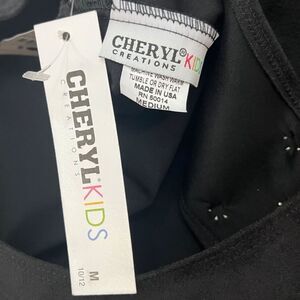 CHERYL KIDS
CREATIONS
MACHINE WASH WARM
TUMBLE OR DRY FLAT
MADE IN USA
RN 60014
MEDIUM
CHERYL KIDS
CREATIONS
M
10/12